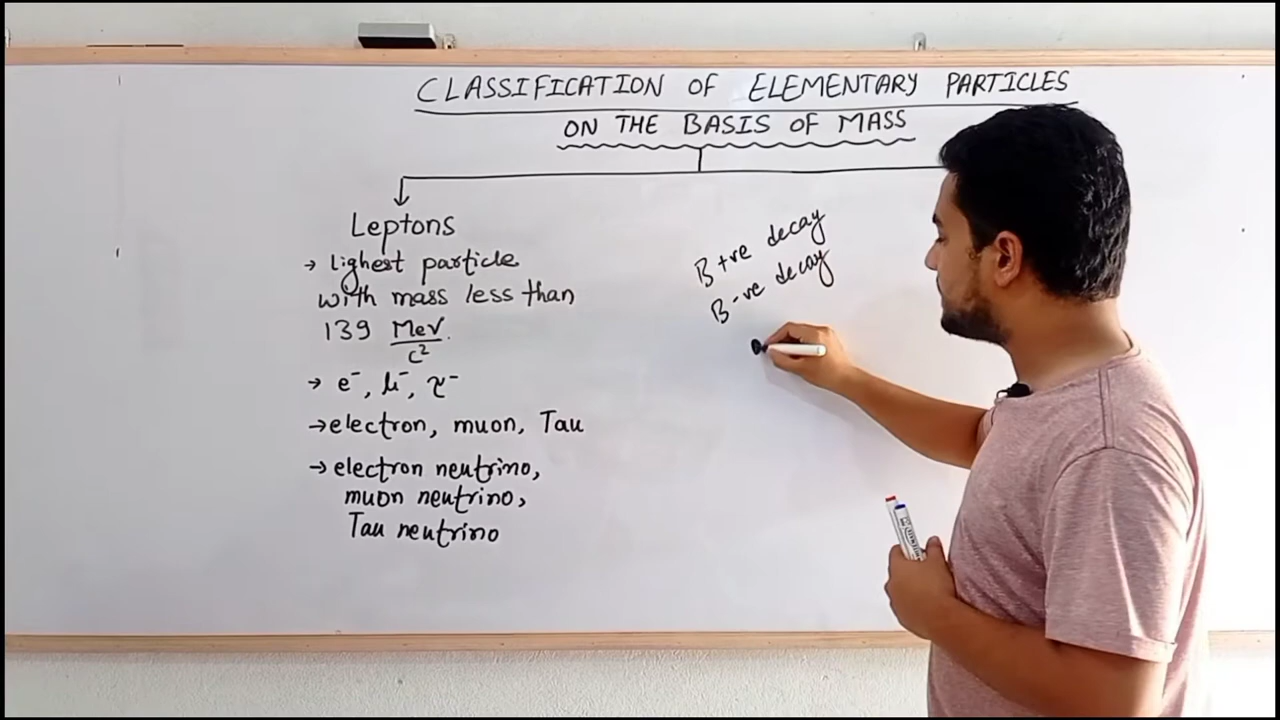 CLASSIFICATION OF ELEMENTARY PARTICLES
ON THE BASIS OF MASS
Leptons
→ lighest particle
with mass less than
139 MeV/c²
→ e⁻, μ⁻, τ⁻
→ electron, muon, Tau
→ electron neutrino,
muon neutrino,
Tau neutrino
B +ve decay
B -ve decay